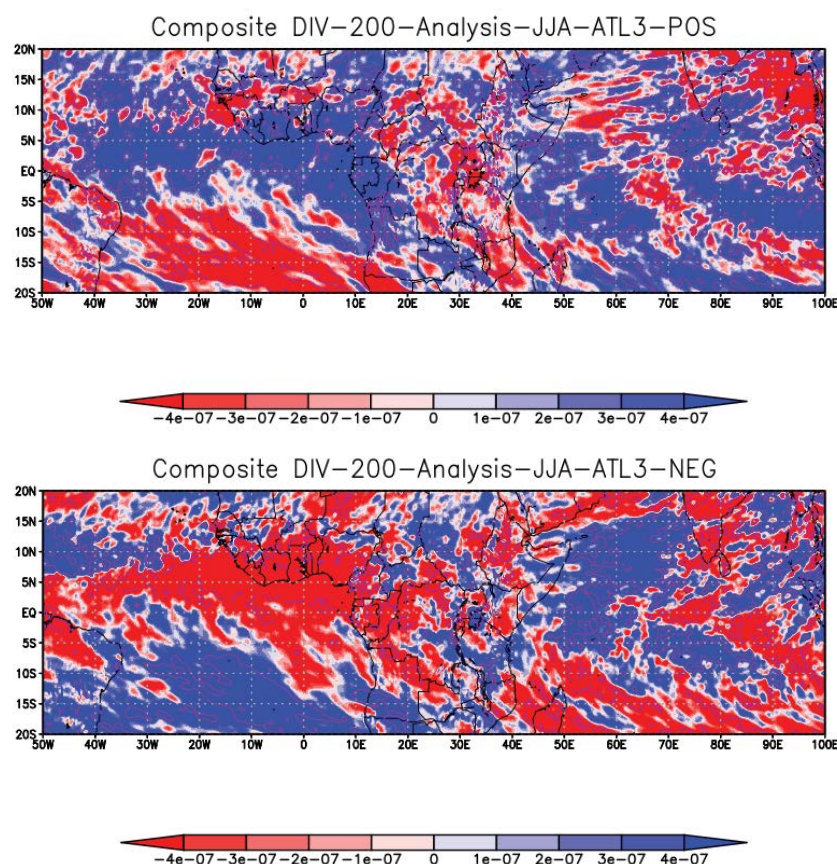 Composite DIV-200-Analysis-JJA-ATL3-POS
20N
15N
10N
5N
EQ
5S
10S
15S
20S
50W 40W 30W 20W 10W 0 10E 20E 30E 40E 50E 60E 70E 80E 90E 100E
-4e-07 -3e-07 -2e-07 -1e-07 0 1e-07 2e-07 3e-07 4e-07
Composite DIV-200-Analysis-JJA-ATL3-NEG
20N
15N
10N
5N
EQ
5S
10S
15S
20S
50W 40W 30W 20W 10W 0 10E 20E 30E 40E 50E 60E 70E 80E 90E 100E
-4e-07 -3e-07 -2e-07 -1e-07 0 1e-07 2e-07 3e-07 4e-07